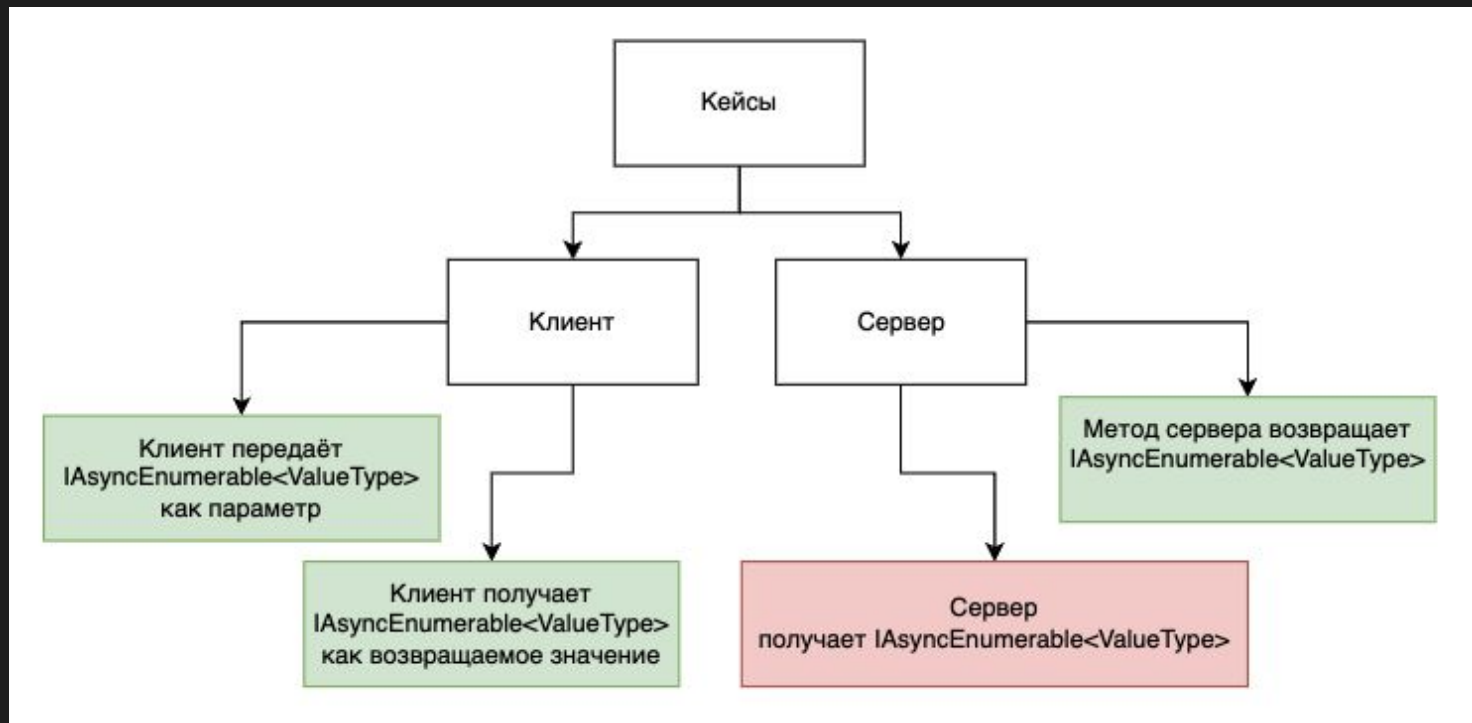 Кейсы
Клиент
Сервер
Клиент передаёт
IAsyncEnumerable<ValueType>
как параметр
Метод сервера возвращает
IAsyncEnumerable<ValueType>
Клиент получает
IAsyncEnumerable<ValueType>
как возвращаемое значение
Сервер
получает IAsyncEnumerable<ValueType>